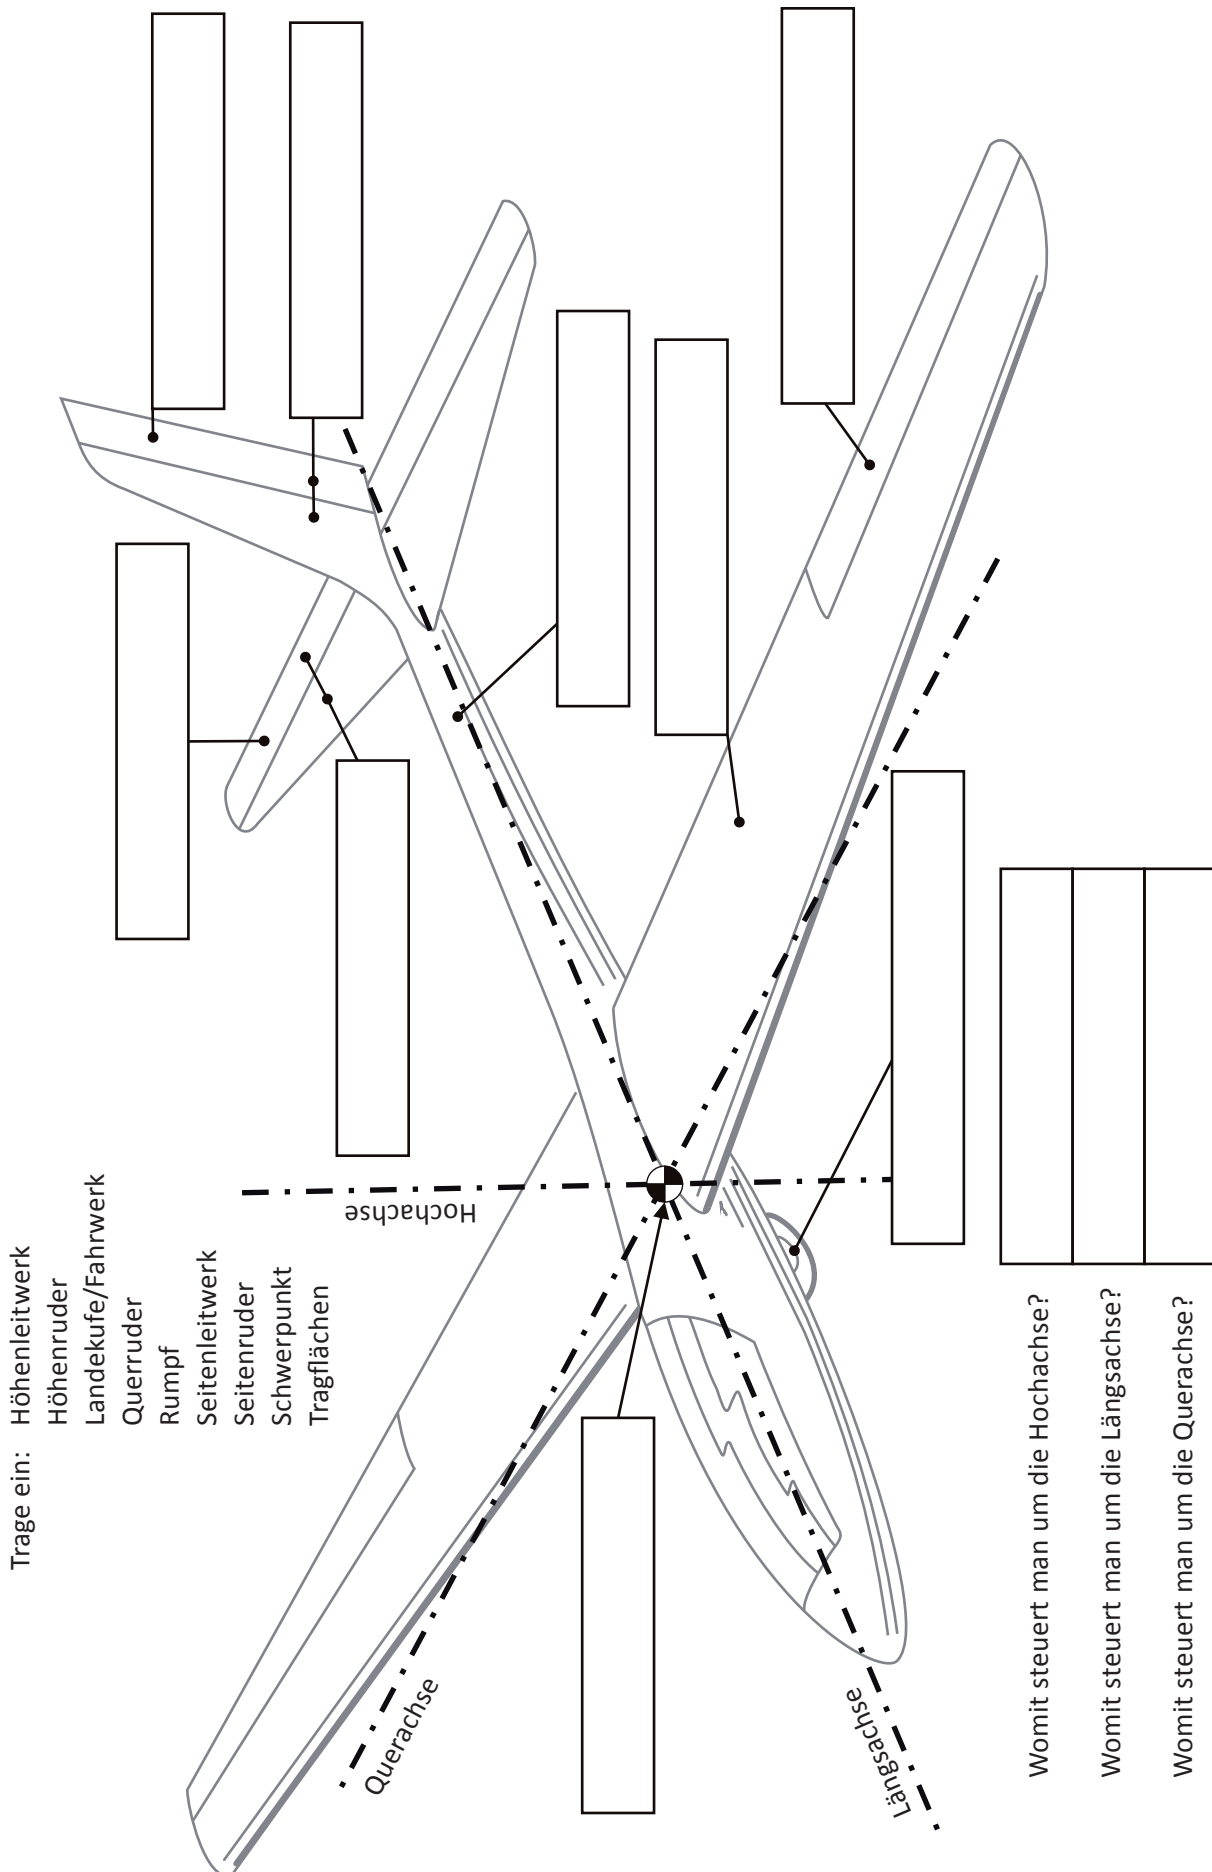 Trage ein: Höhenleitwerk
Höhenruder
Landekufe/Fahrwerk
Querruder
Rumpf
Seitenleitwerk
Seitenruder
Schwerpunkt
Tragflächen
Hochachse
Querachse
Längsachse
Womit steuert man um die Hochachse?
Womit steuert man um die Längsachse?
Womit steuert man um die Querachse?